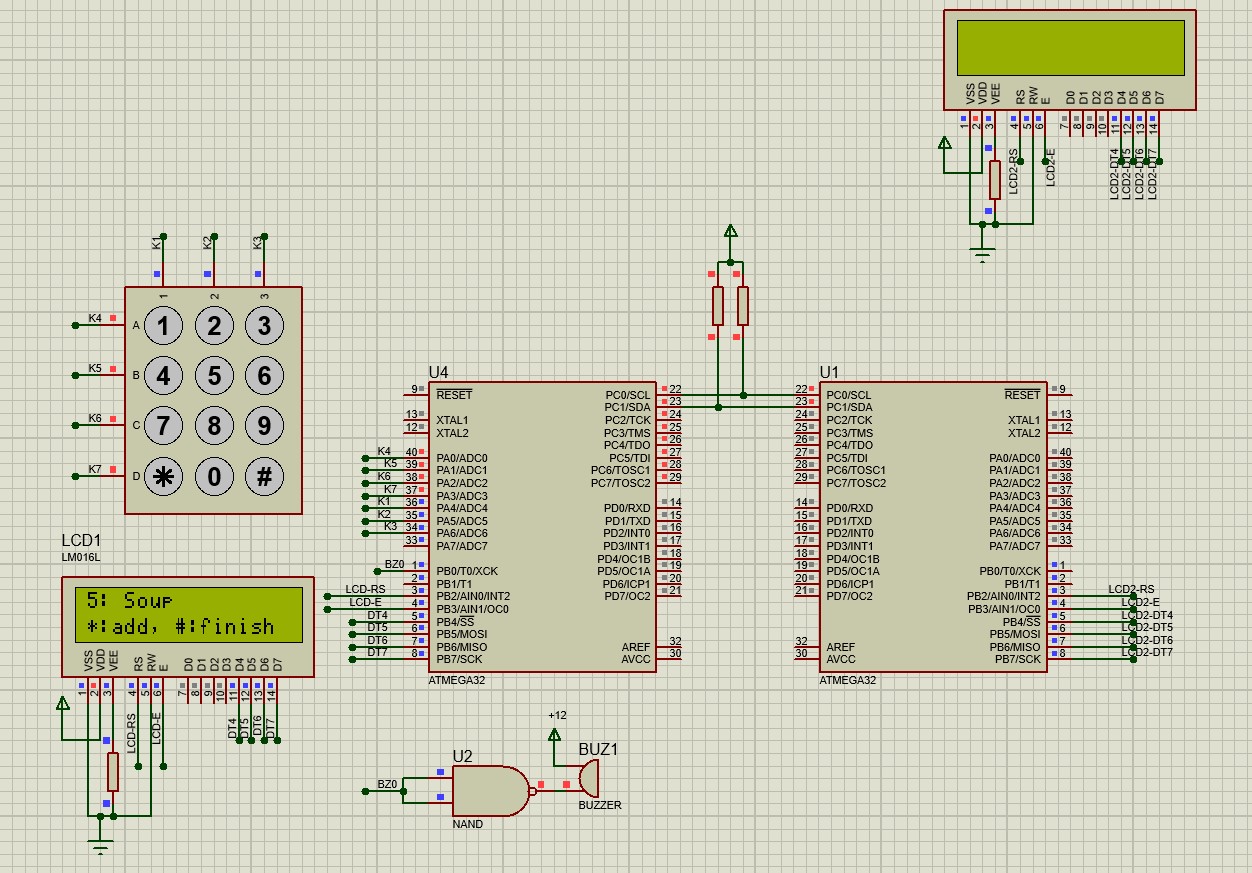 VSS VDD VEE RS RW E D0 D1 D2 D3 D4 D5 D6 D7
1 2 3 4 5 6 7 8 9 10 11 12 13 14
LCD2-RS LCD2-E LCD2-DT4 LCD2-DT5 LCD2-DT6 LCD2-DT7
K1 K2 K3
1 2 3
K4 A 1 2 3
K5 B 4 5 6
K6 C 7 8 9
K7 D * 0 #
LCD1
LM016L
5: Soup
*:add, #:finish
VSS VDD VEE RS RW E D0 D1 D2 D3 D4 D5 D6 D7
1 2 3 4 5 6 7 8 9 10 11 12 13 14
LCD-RS LCD-E DT4 DT5 DT6 DT7
U4
9 RESET PC0/SCL 22
PC1/SDA 23
13 XTAL1 PC2/TCK 24
12 XTAL2 PC3/TMS 25
PC4/TDO 26
K4 40 PA0/ADC0 PC5/TDI 27
K5 39 PA1/ADC1 PC6/TOSC1 28
K6 38 PA2/ADC2 PC7/TOSC2 29
K7 37 PA3/ADC3
K1 36 PA4/ADC4 PD0/RXD 14
K2 35 PA5/ADC5 PD1/TXD 15
K3 34 PA6/ADC6 PD2/INT0 16
33 PA7/ADC7 PD3/INT1 17
PD4/OC1B 18
BZ0 1 PB0/T0/XCK PD5/OC1A 19
2 PB1/T1 PD6/ICP1 20
LCD-RS 3 PB2/AIN0/INT2 PD7/OC2 21
LCD-E 4 PB3/AIN1/OC0
DT4 5 PB4/SS
DT5 6 PB5/MOSI
DT6 7 PB6/MISO AREF 32
DT7 8 PB7/SCK AVCC 30
ATMEGA32
U1
22 PC0/SCL RESET 9
23 PC1/SDA
24 PC2/TCK XTAL1 13
25 PC3/TMS XTAL2 12
26 PC4/TDO
27 PC5/TDI PA0/ADC0 40
28 PC6/TOSC1 PA1/ADC1 39
29 PC7/TOSC2 PA2/ADC2 38
PA3/ADC3 37
14 PD0/RXD PA4/ADC4 36
15 PD1/TXD PA5/ADC5 35
16 PD2/INT0 PA6/ADC6 34
17 PD3/INT1 PA7/ADC7 33
18 PD4/OC1B
19 PD5/OC1A PB0/T0/XCK 1
20 PD6/ICP1 PB1/T1 2
21 PD7/OC2 PB2/AIN0/INT2 3 LCD2-RS
PB3/AIN1/OC0 4 LCD2-E
PB4/SS 5 LCD2-DT4
PB5/MOSI 6 LCD2-DT5
32 AREF PB6/MISO 7 LCD2-DT6
30 AVCC PB7/SCK 8 LCD2-DT7
ATMEGA32
+12
U2
BUZ1
BZ0
BUZZER
NAND